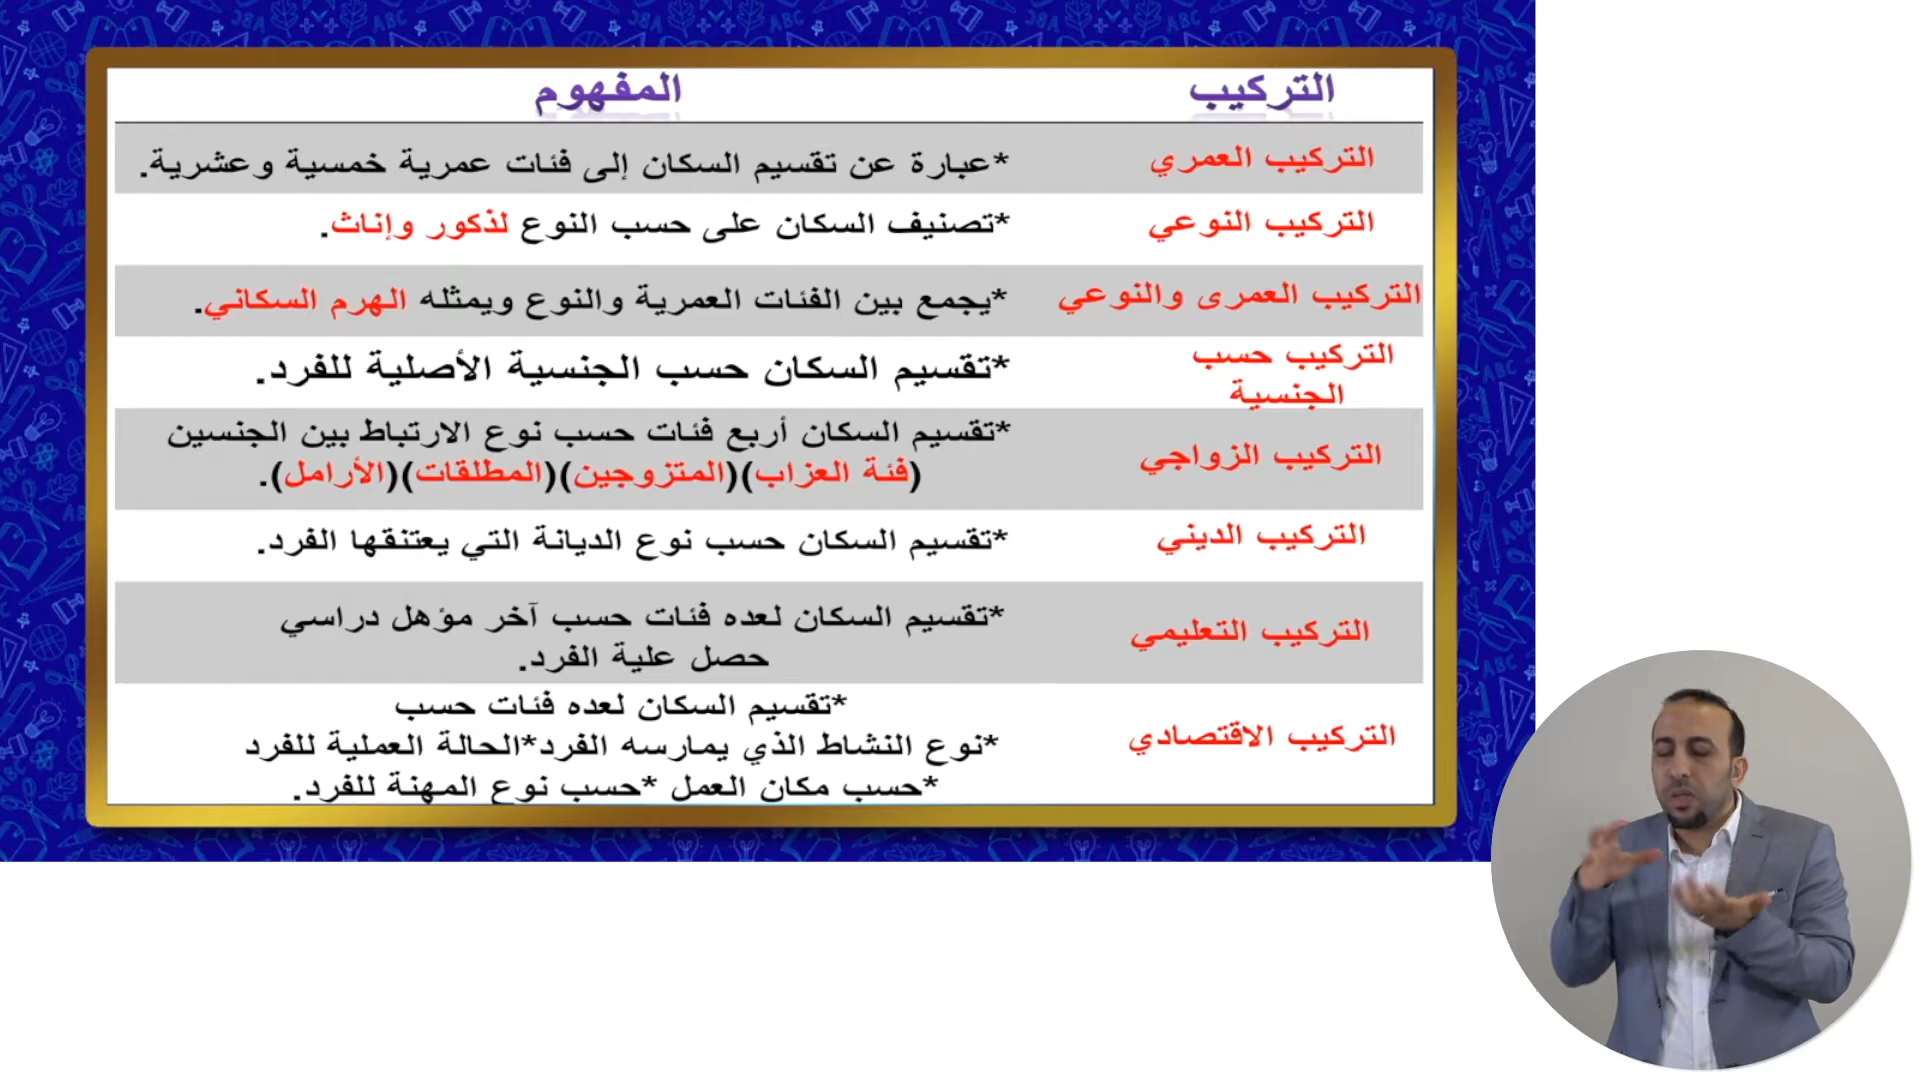 التركيب
المفهوم
التركيب العمري
*عبارة عن تقسيم السكان إلى فئات عمرية خمسية وعشرية.
التركيب النوعي
*تصنيف السكان على حسب النوع لذكور وإناث.
التركيب العمرى والنوعي
*يجمع بين الفئات العمرية والنوع ويمثله الهرم السكاني.
التركيب حسب
الجنسية
*تقسيم السكان حسب الجنسية الأصلية للفرد.
التركيب الزواجي
*تقسيم السكان أربع فئات حسب نوع الارتباط بين الجنسين
(فئة العزاب)(المتزوجين)(المطلقات)(الأرامل).
التركيب الديني
*تقسيم السكان حسب نوع الديانة التي يعتنقها الفرد.
التركيب التعليمي
*تقسيم السكان لعده فئات حسب آخر مؤهل دراسي
حصل علية الفرد.
التركيب الاقتصادي
*تقسيم السكان لعده فئات حسب
*نوع النشاط الذي يمارسه الفرد*الحالة العملية للفرد
*حسب مكان العمل *حسب نوع المهنة للفرد.